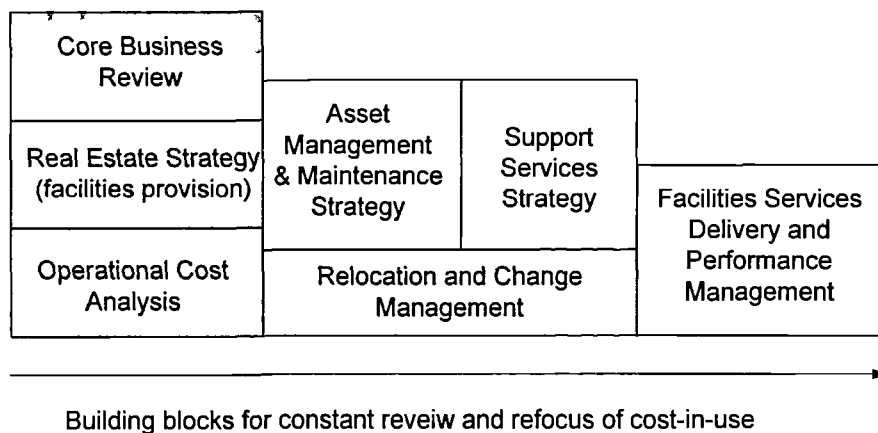 Core Business
Review
Real Estate Strategy
(facilities provision)
Operational Cost
Analysis
Asset
Management
& Maintenance
Strategy
Support
Services
Strategy
Relocation and Change
Management
Facilities Services
Delivery and
Performance
Management
Building blocks for constant reveiw and refocus of cost-in-use